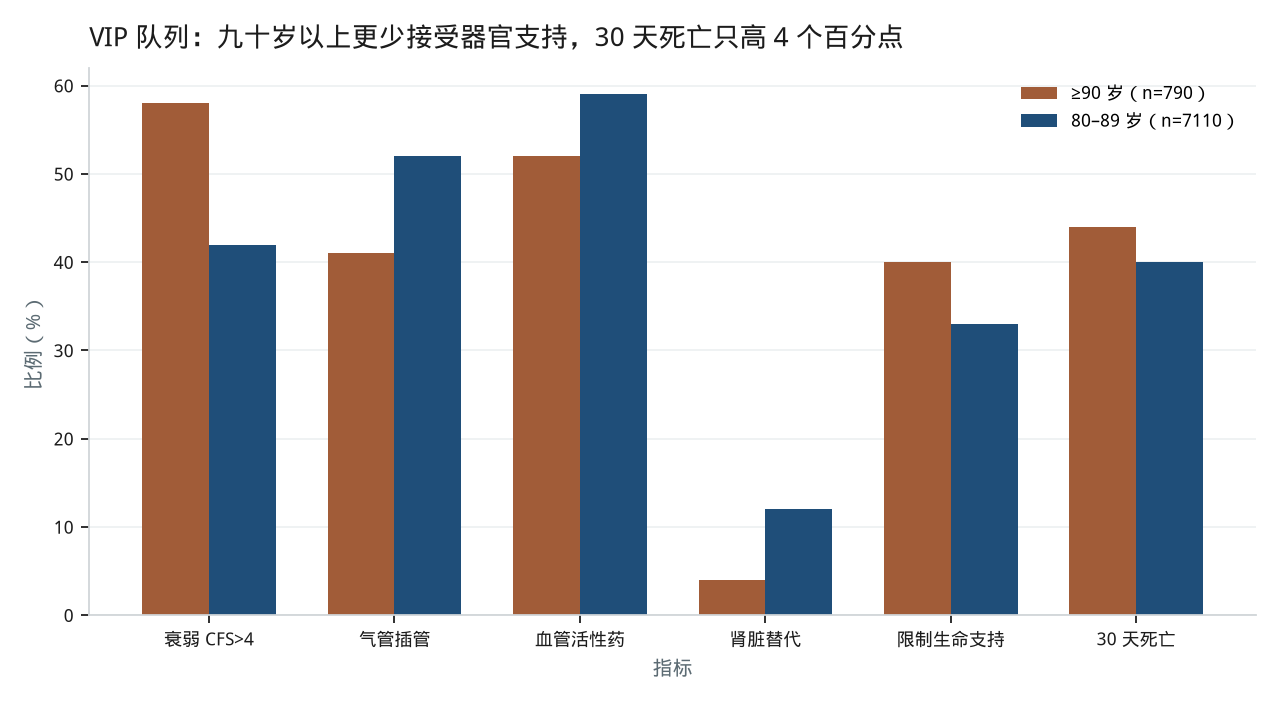 VIP 队列：九十岁以上更少接受器官支持，30 天死亡只高 4 个百分点
≥90 岁（n=790）
80–89 岁（n=7110）
比例（%）
60
50
40
30
20
10
0
衰弱 CFS>4
气管插管
血管活性药
肾脏替代
限制生命支持
30 天死亡
指标